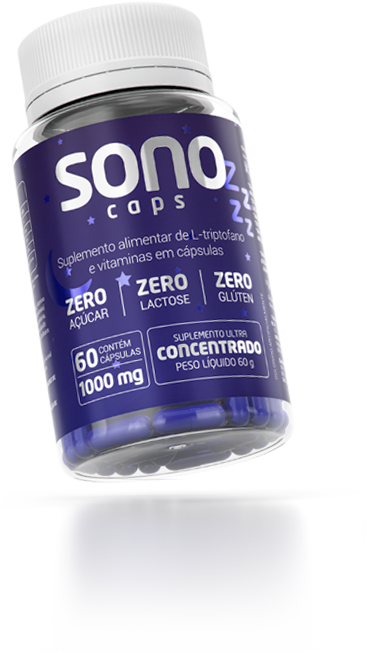 SONO
caps
Suplemento alimentar de L-triptofano
e vitaminas em cápsulas
ZERO
AÇÚCAR
ZERO
LACTOSE
ZERO
GLÚTEN
60 CONTÉM
CÁPSULAS
1000 mg
SUPLEMENTO ULTRA
CONCENTRADO
PESO LÍQUIDO 60 g